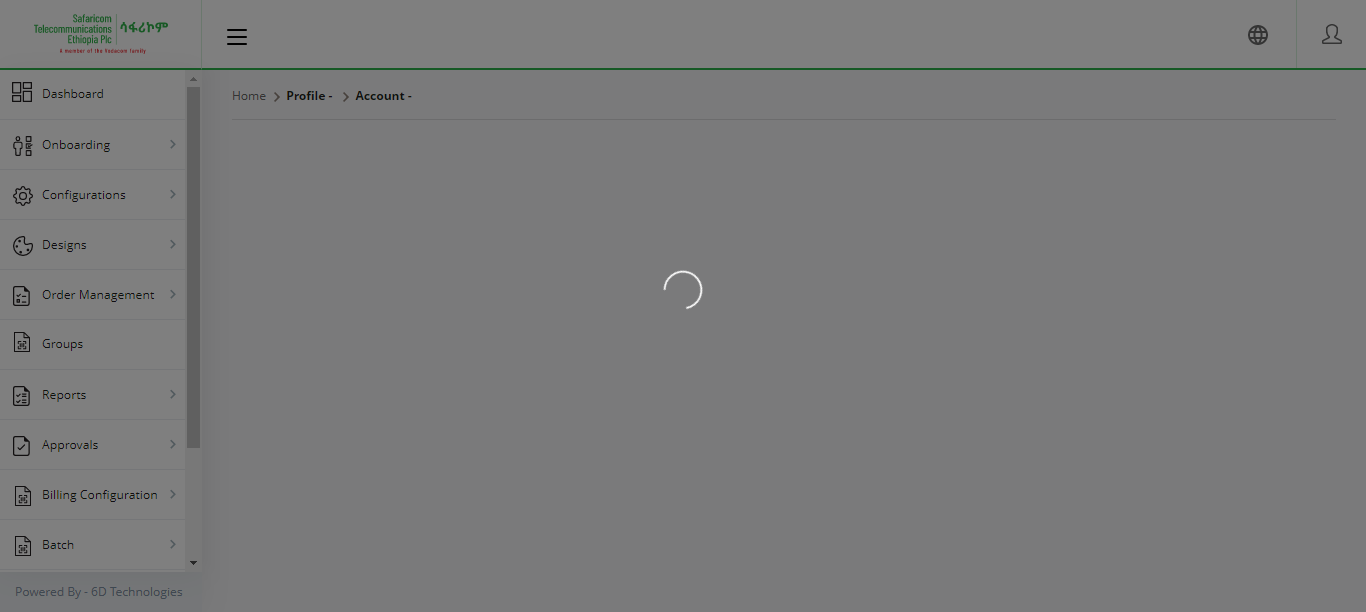 Safaricom
Telecommunications
Ethiopia Plc
ሳፋሪኮም
A member of the Vodacom family
Home Profile - Account -
Dashboard
Onboarding
Configurations
Designs
Order Management
Groups
Reports
Approvals
Billing Configuration
Batch
Powered By - 6D Technologies